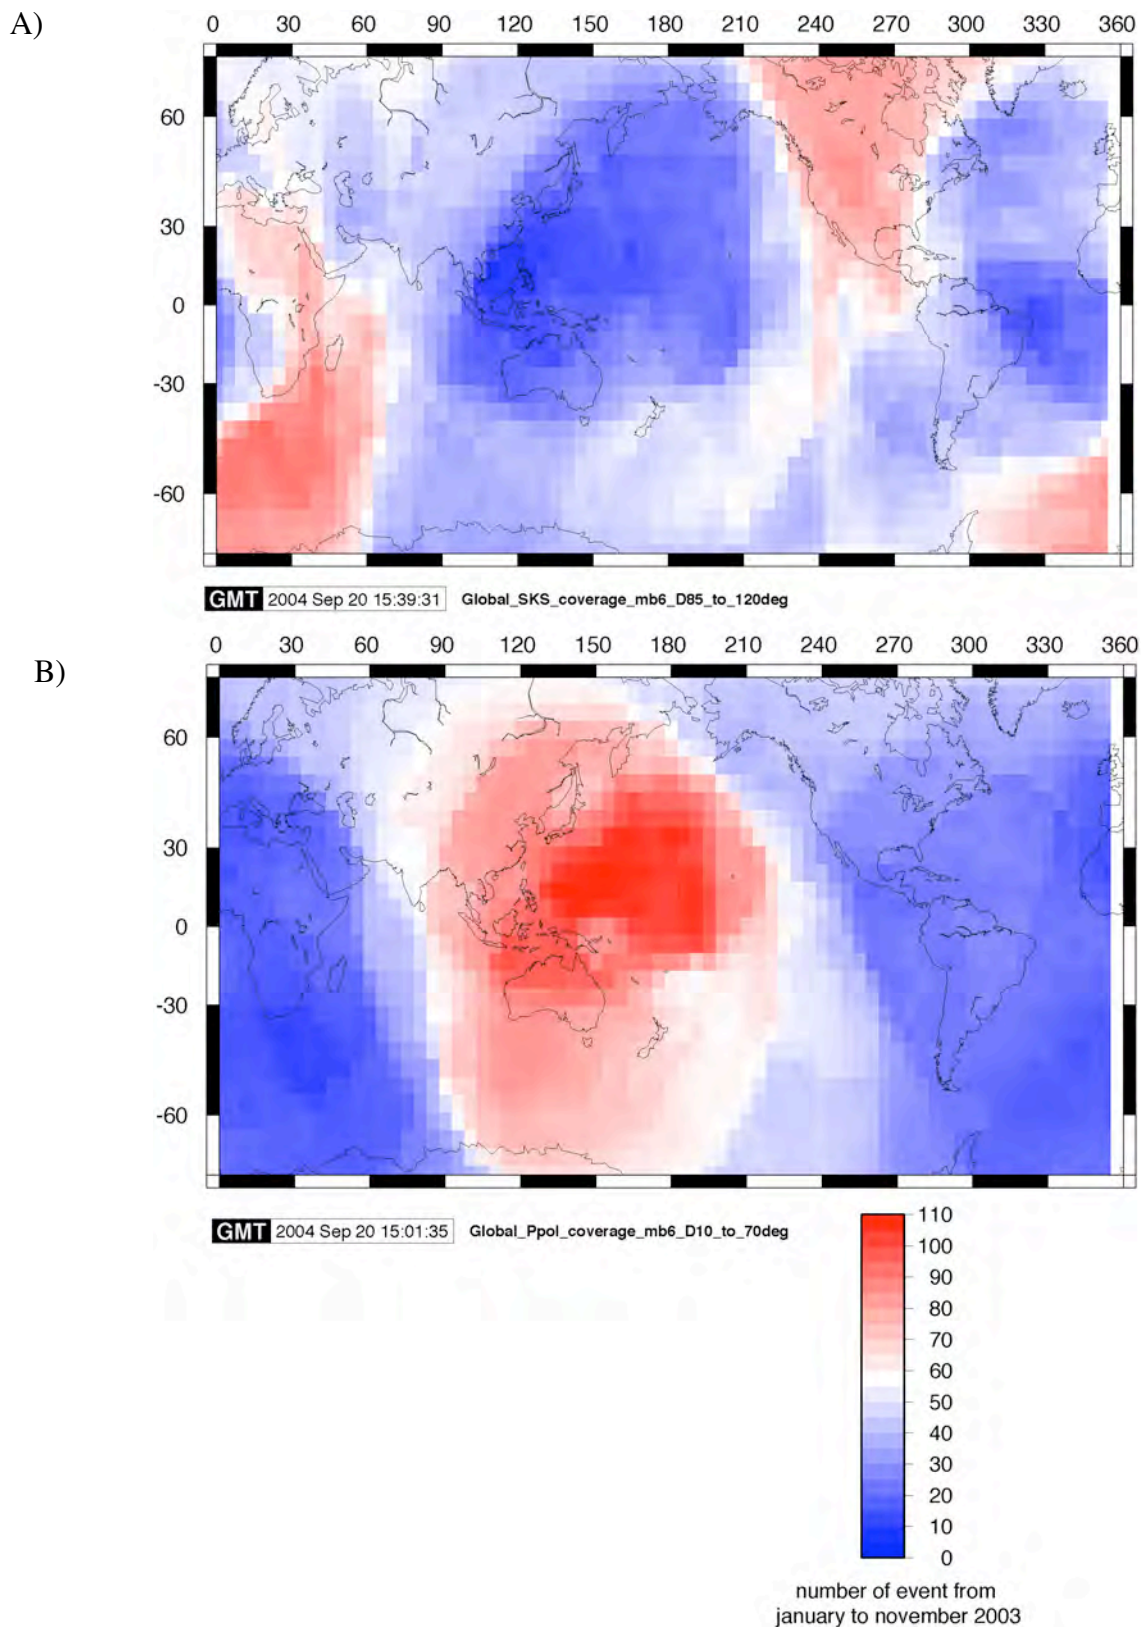 A)
0 30 60 90 120 150 180 210 240 270 300 330 360
60
30
0
-30
-60
GMT 2004 Sep 20 15:39:31 Global_SKS_coverage_mb6_D85_to_120deg
B)
0 30 60 90 120 150 180 210 240 270 300 330 360
60
30
0
-30
-60
GMT 2004 Sep 20 15:01:35 Global_Ppol_coverage_mb6_D10_to_70deg
110
100
90
80
70
60
50
40
30
20
10
0
number of event from
january to november 2003